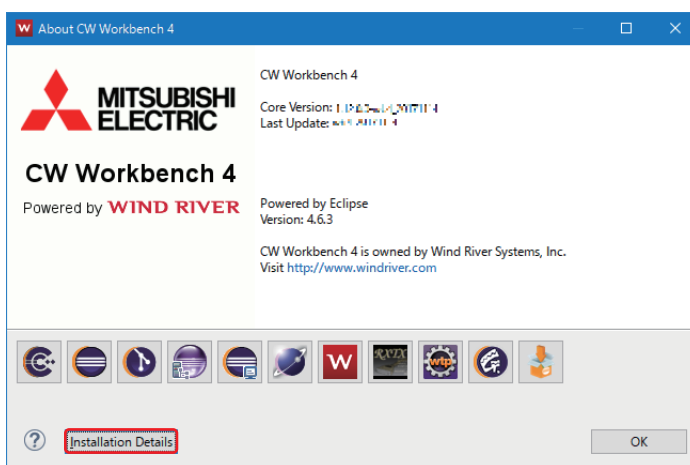 About CW Workbench 4
MITSUBISHI
ELECTRIC
CW Workbench 4
Powered by WIND RIVER
CW Workbench 4
Core Version:
Last Update:
Powered by Eclipse
Version: 4.6.3
CW Workbench 4 is owned by Wind River Systems, Inc.
Visit http://www.windriver.com
W
RXTX
wtp
?
Installation Details
OK